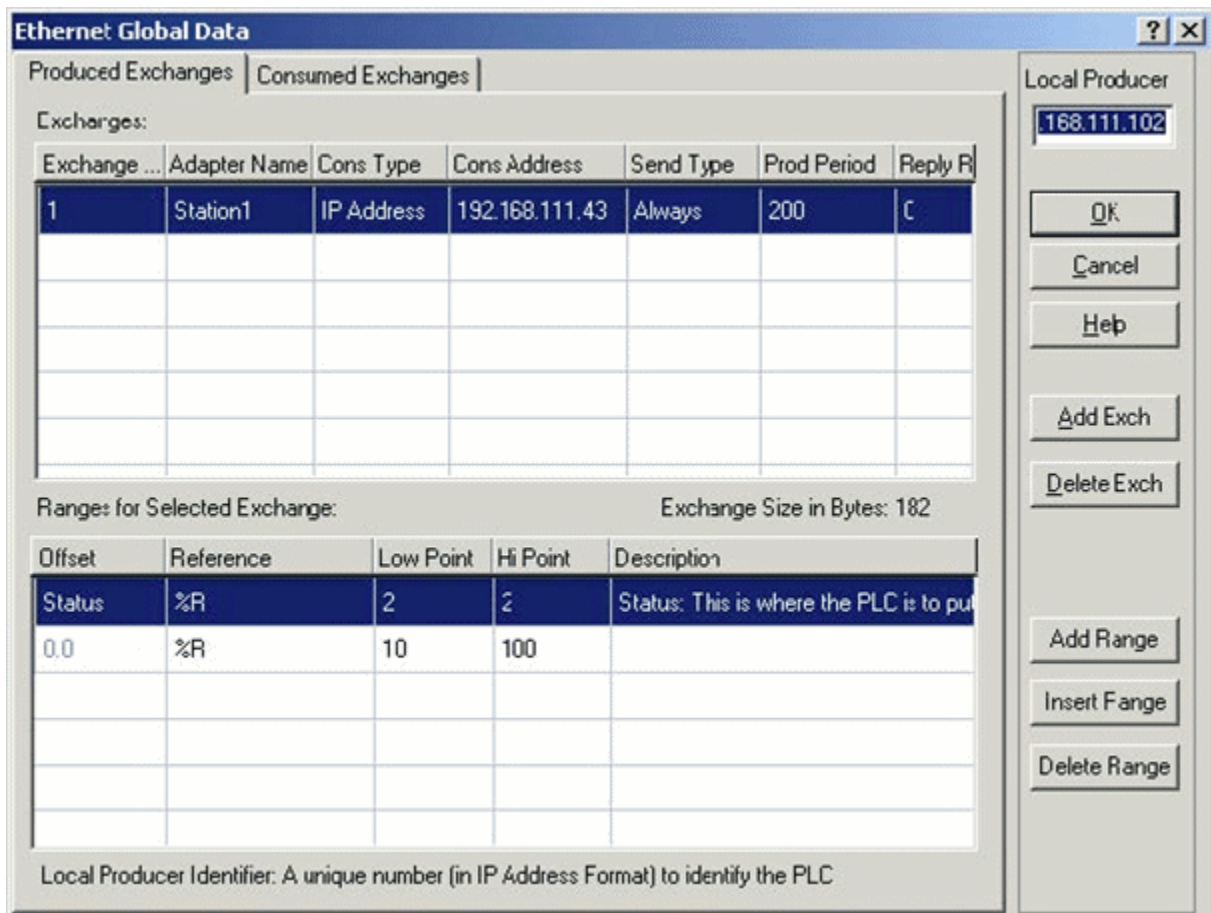 Ethernet Global Data
Produced Exchanges Consumed Exchanges
Local Producer
.168.111.102
Exchanges:
Exchange ... Adapter Name Cons Type Cons Address Send Type Prod Period Reply R
1 Station1 IP Address 192.168.111.43 Always 200 0
OK
Cancel
Help
Add Exch
Delete Exch
Ranges for Selected Exchange: Exchange Size in Bytes: 182
Offset Reference Low Point Hi Point Description
Status %R 2 2 Status: This is where the PLC is to put
0.0 %R 10 100
Add Range
Insert Range
Delete Range
Local Producer Identifier: A unique number (in IP Address Format) to identify the PLC